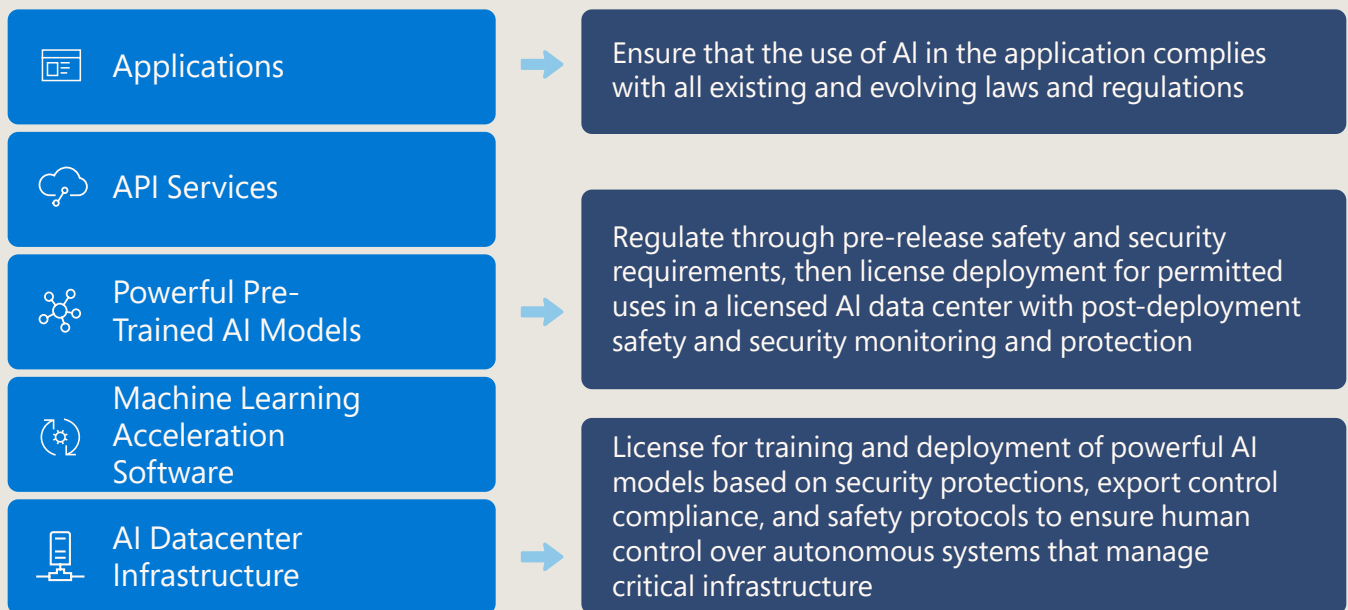 Applications
Ensure that the use of AI in the application complies
with all existing and evolving laws and regulations
API Services
Powerful Pre-
Trained AI Models
Regulate through pre-release safety and security
requirements, then license deployment for permitted
uses in a licensed AI data center with post-deployment
safety and security monitoring and protection
Machine Learning
Acceleration
Software
AI Datacenter
Infrastructure
License for training and deployment of powerful AI
models based on security protections, export control
compliance, and safety protocols to ensure human
control over autonomous systems that manage
critical infrastructure